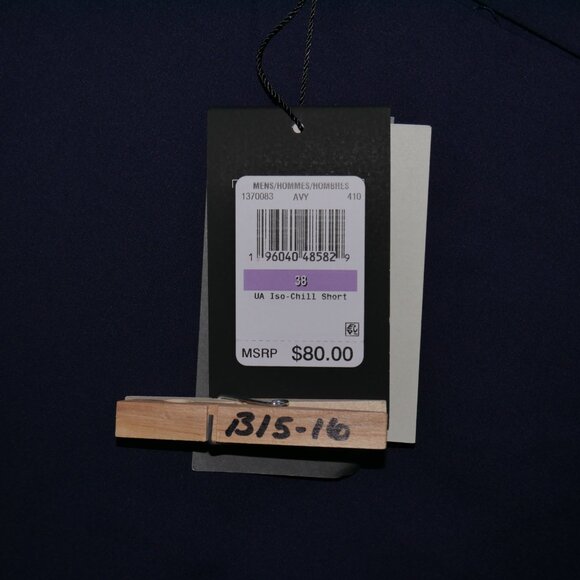 MENS/HOMMES/HOMBRES
1370083 AVY 410
1 96040 48582 9
38
UA Iso-Chill Short
MSRP $80.00
B15-16